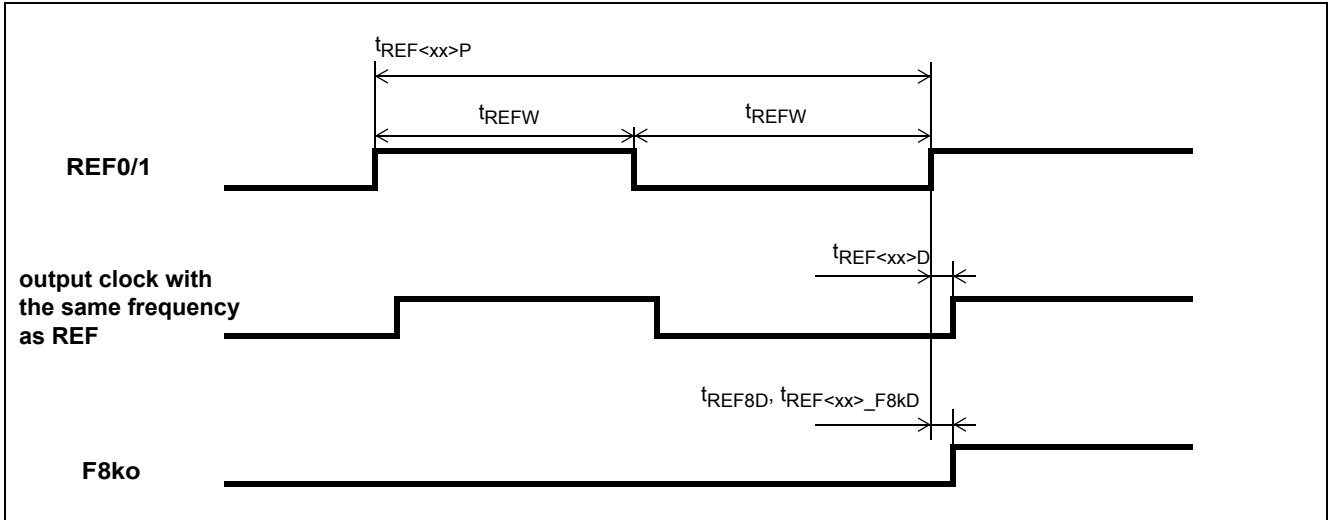 tREF<xx>P
tREFW
tREFW
REF0/1
tREF<xx>D
output clock with
the same frequency
as REF
tREF8D, tREF<xx>_F8kD
F8ko